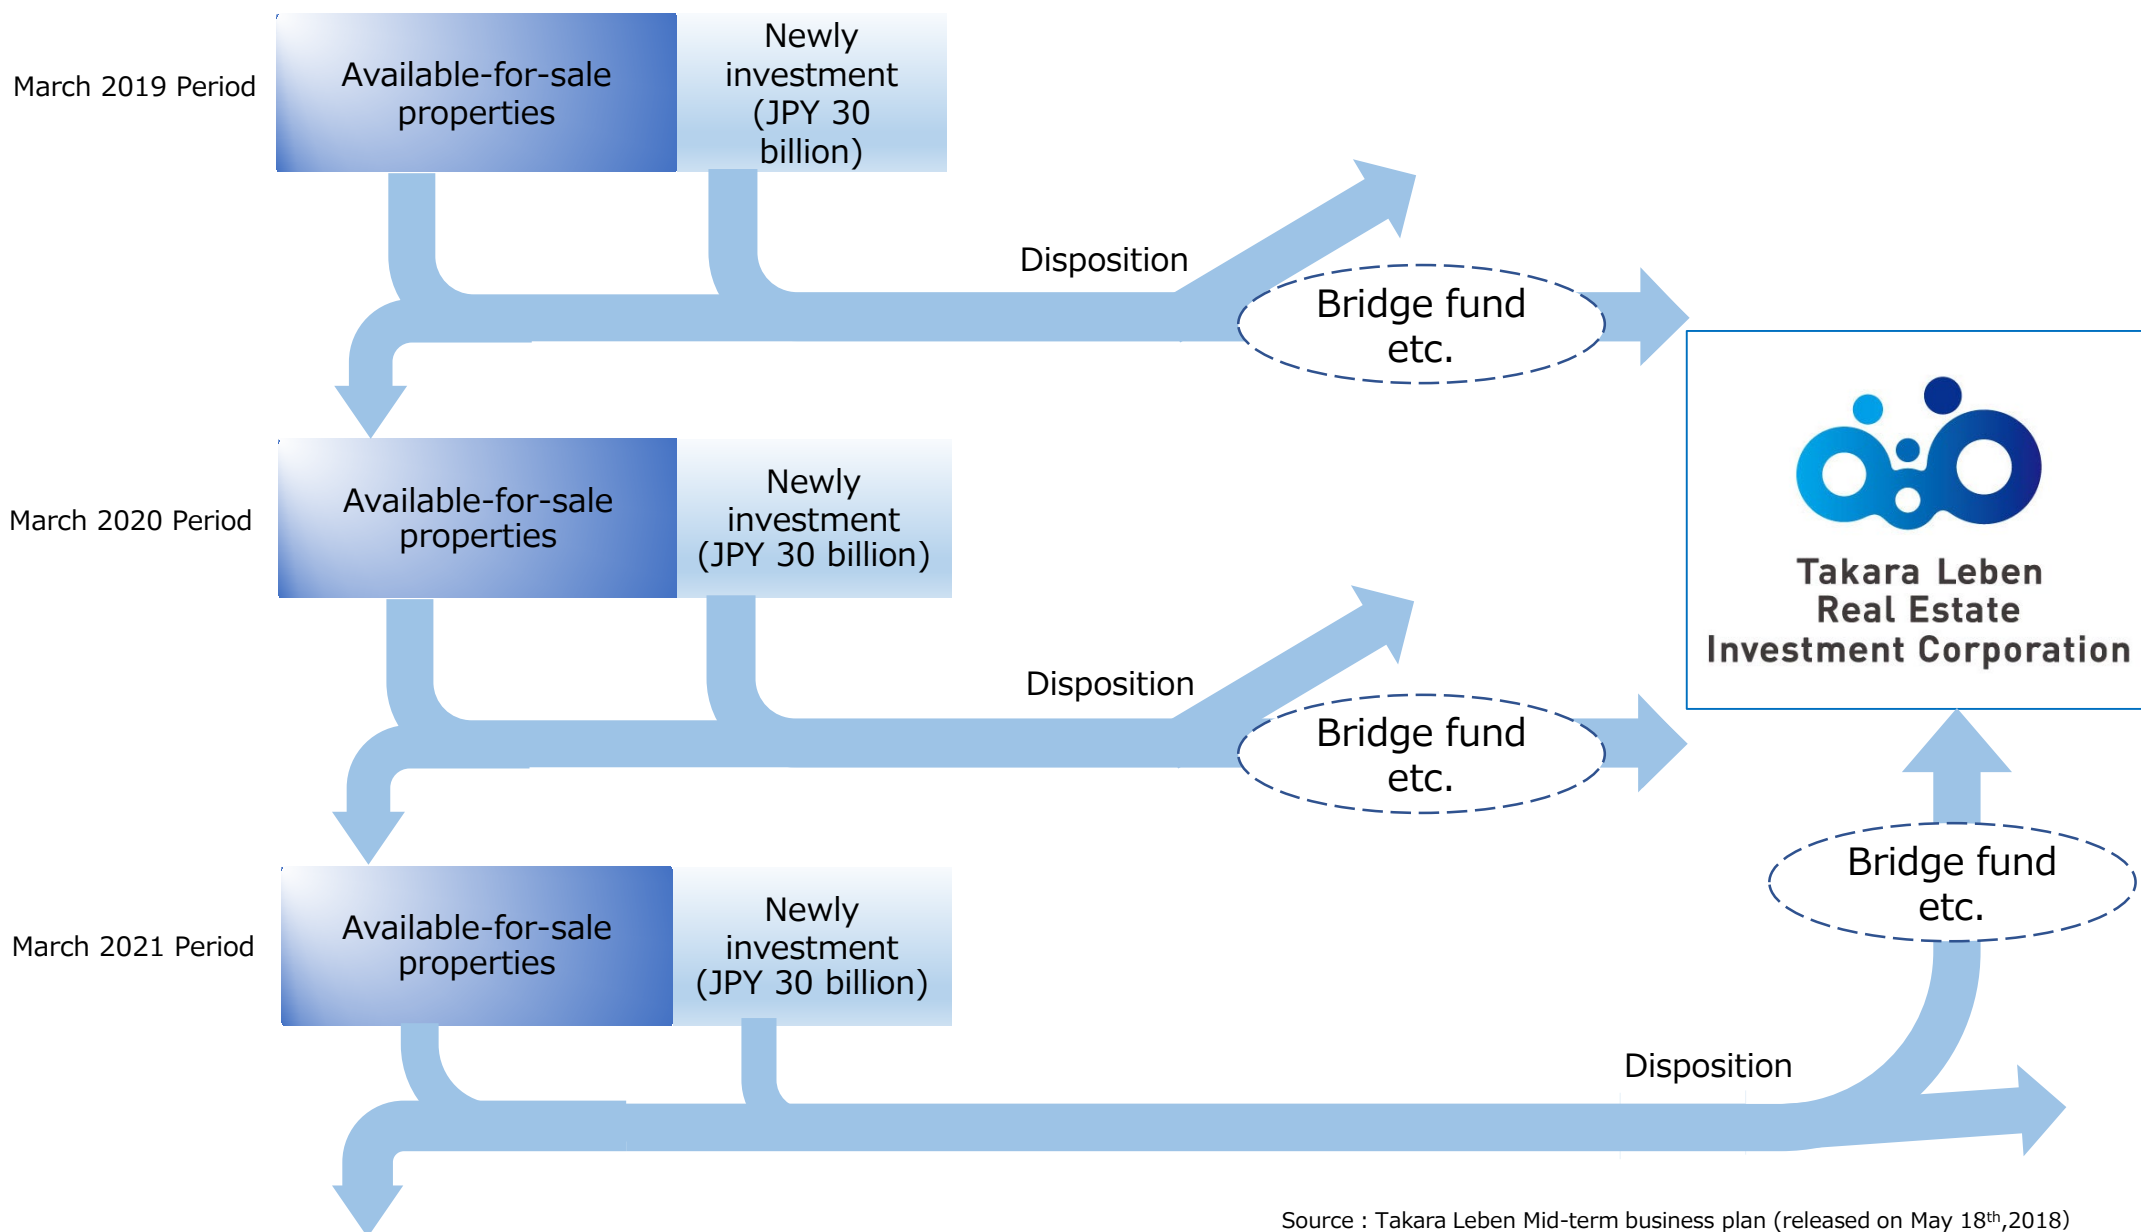 March 2019 Period
Available-for-sale
properties
Newly
investment
(JPY 30
billion)
Disposition
Bridge fund
etc.
March 2020 Period
Available-for-sale
properties
Newly
investment
(JPY 30 billion)
Takara Leben
Real Estate
Investment Corporation
Disposition
Bridge fund
etc.
March 2021 Period
Available-for-sale
properties
Newly
investment
(JPY 30 billion)
Bridge fund
etc.
Disposition
Source : Takara Leben Mid-term business plan (released on May 18th,2018)